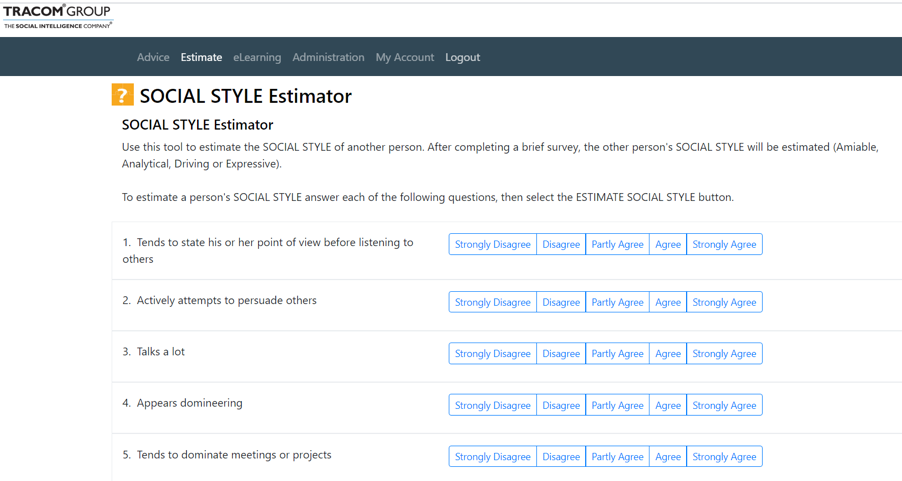 TRACOM® GROUP
THE SOCIAL INTELLIGENCE COMPANY®
Advice Estimate eLearning Administration My Account Logout
? SOCIAL STYLE Estimator
SOCIAL STYLE Estimator
Use this tool to estimate the SOCIAL STYLE of another person. After completing a brief survey, the other person's SOCIAL STYLE will be estimated (Amiable,
Analytical, Driving or Expressive).
To estimate a person's SOCIAL STYLE answer each of the following questions, then select the ESTIMATE SOCIAL STYLE button.
1. Tends to state his or her point of view before listening to
others
Strongly Disagree Disagree Partly Agree Agree Strongly Agree
2. Actively attempts to persuade others
Strongly Disagree Disagree Partly Agree Agree Strongly Agree
3. Talks a lot
Strongly Disagree Disagree Partly Agree Agree Strongly Agree
4. Appears domineering
Strongly Disagree Disagree Partly Agree Agree Strongly Agree
5. Tends to dominate meetings or projects
Strongly Disagree Disagree Partly Agree Agree Strongly Agree